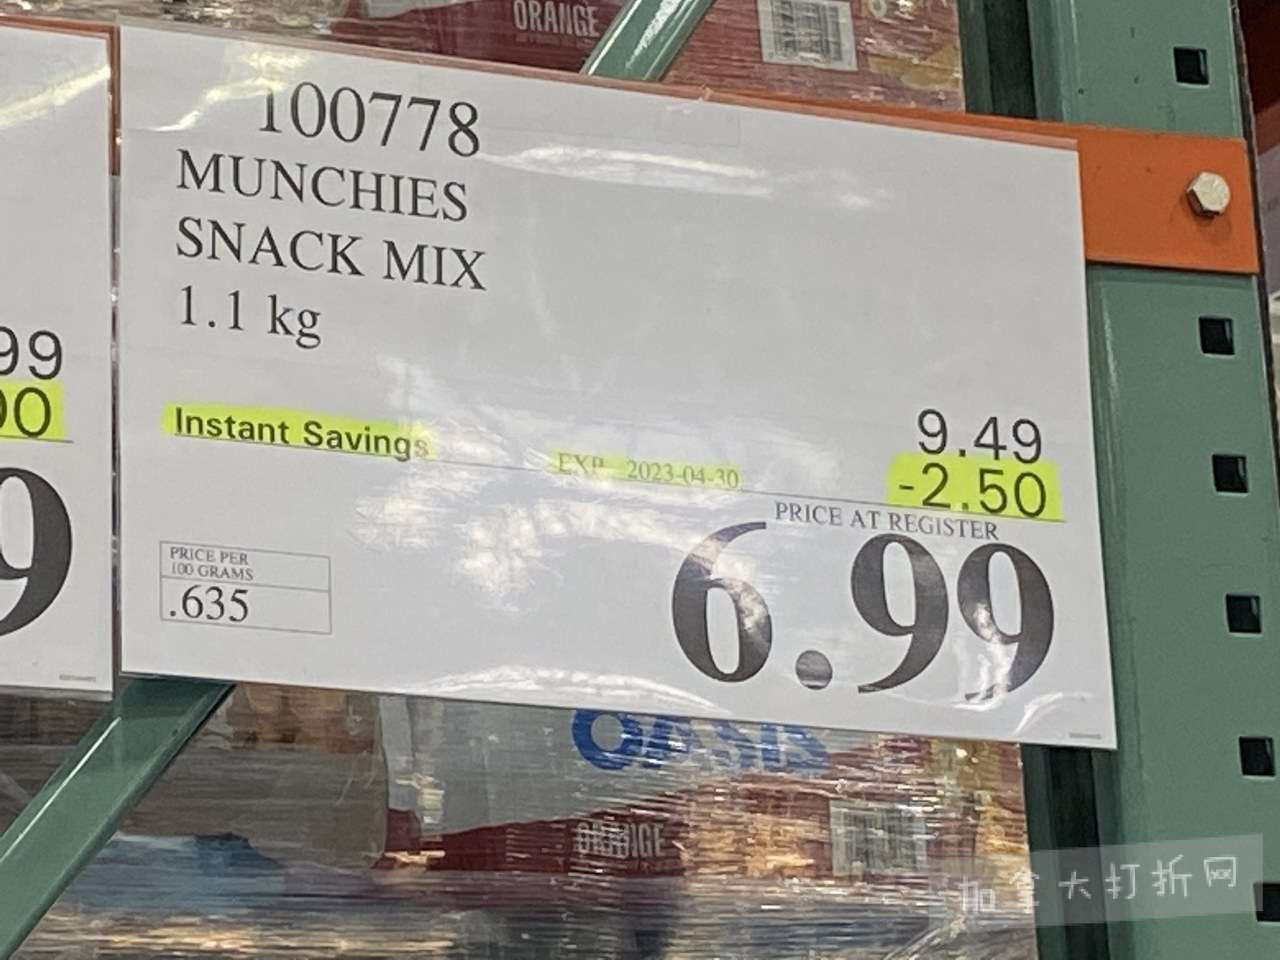 ORANGE
100778
MUNCHIES
SNACK MIX
1.1 kg
99
9.49
Instant Savings
EXP. 2023-04-30
-2.50
PRICE AT REGISTER
6.99
9
PRICE PER
100 GRAMS
.635
OASIS
ORANGE
加拿大打折网